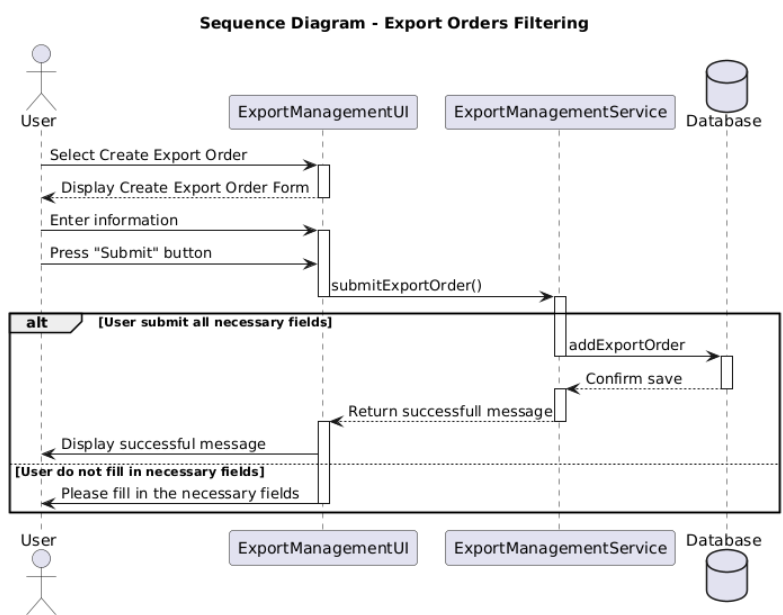 Sequence Diagram - Export Orders Filtering
User
ExportManagementUI
ExportManagementService
Database
Select Create Export Order
Display Create Export Order Form
Enter information
Press "Submit" button
submitExportOrder()
alt
[User submit all necessary fields]
addExportOrder
Confirm save
Return successfull message
Display successful message
[User do not fill in necessary fields]
Please fill in the necessary fields
User
ExportManagementUI
ExportManagementService
Database